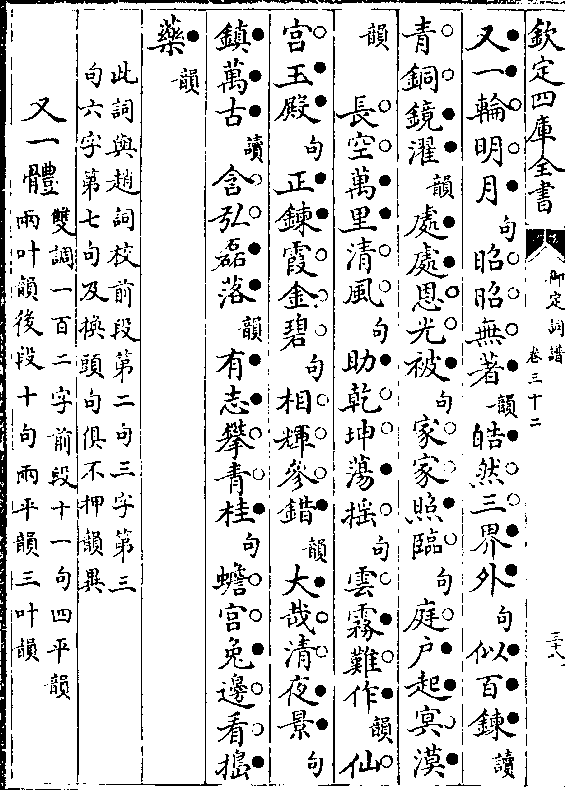 欽定四庫全書
御定詞譜
卷三十二
三十八
又一輪明月句昭昭無著韻皓然三界外句似百鍊讀
青銅鏡濯韻處處恩光被句家家照臨句庭户起㝠漠
韻 長空萬里清風句助乾坤蕩揺句雲霧難作韻仙
宫玉殿句正鍊霞金碧句相輝參錯韻大哉清夜景句
鎮萬古讀含弘磊落韻有志攀青桂句蟾宫兔邊看搗
藥韻
此詞與趙詞校前段第二句三字第三
句六字第七句及換頭句俱不押韻異
又一體雙調一百二字前段十一句四平韻
兩叶韻後段十句兩平韻三叶韻